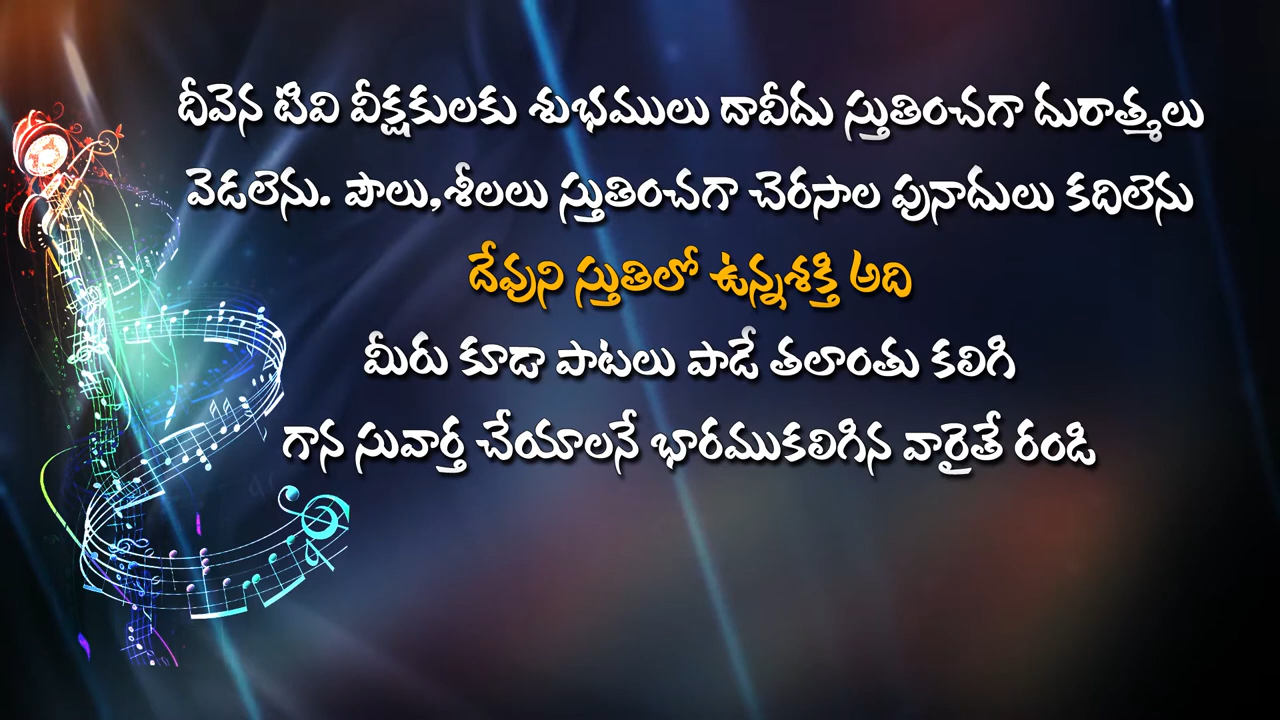 దీవెన టివి వీక్షకులకు శుభములు దావీదు స్తుతించగా దురాత్మలు
వెడలెను. పౌలు,శీలలు స్తుతించగా చెరసాల పునాదులు కదిలెను
దేవుని స్తుతిలో ఉన్నశక్తి అది
మీరు కూడా పాటలు పాడే తలాంతు కలిగి
గాన సువార్త చేయాలనే భారముకలిగిన వారైతే రండి